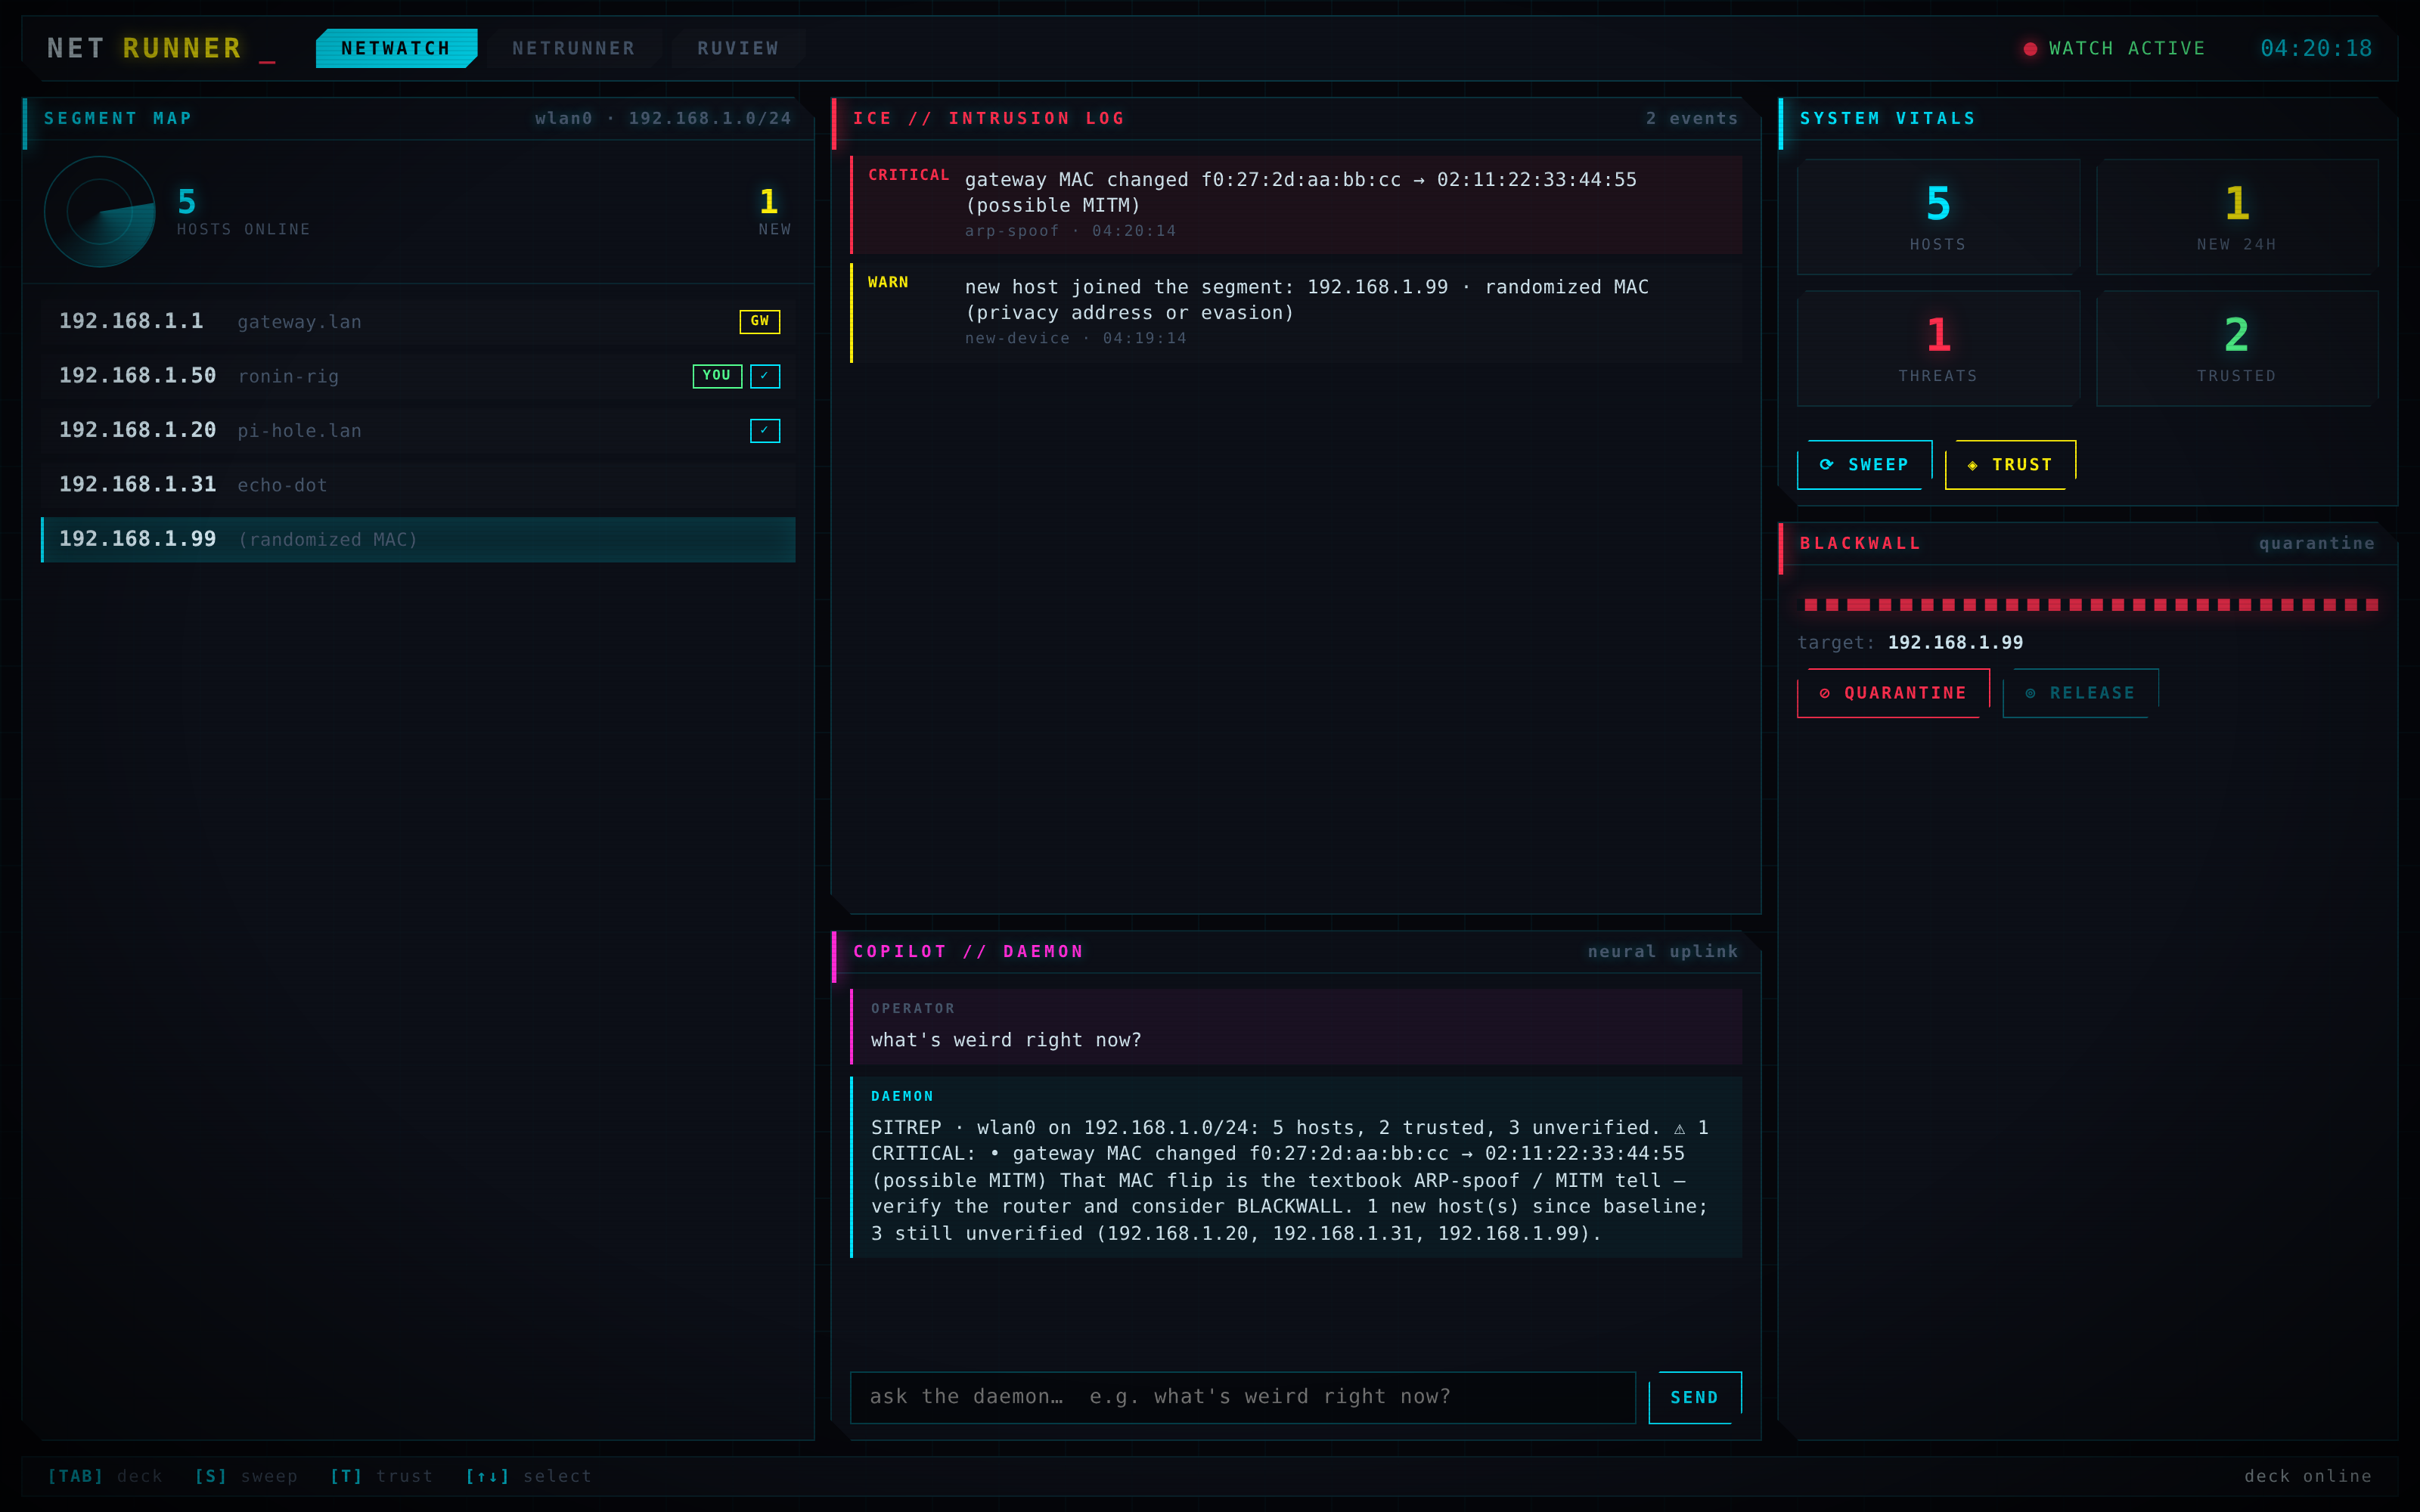 NET RUNNER _
NETWATCH
NETRUNNER
RUVIEW
WATCH ACTIVE
04:20:18
SEGMENT MAP
wlan0 · 192.168.1.0/24
5
HOSTS ONLINE
1
NEW
192.168.1.1 gateway.lan GW
192.168.1.50 ronin-rig YOU ✓
192.168.1.20 pi-hole.lan ✓
192.168.1.31 echo-dot
192.168.1.99 (randomized MAC)
ICE // INTRUSION LOG
2 events
CRITICAL gateway MAC changed f0:27:2d:aa:bb:cc → 02:11:22:33:44:55
(possible MITM)
arp-spoof · 04:20:14
WARN new host joined the segment: 192.168.1.99 · randomized MAC
(privacy address or evasion)
new-device · 04:19:14
COPILOT // DAEMON
neural uplink
OPERATOR
what's weird right now?
DAEMON
SITREP · wlan0 on 192.168.1.0/24: 5 hosts, 2 trusted, 3 unverified. ⚠ 1
CRITICAL: • gateway MAC changed f0:27:2d:aa:bb:cc → 02:11:22:33:44:55
(possible MITM) That MAC flip is the textbook ARP-spoof / MITM tell —
verify the router and consider BLACKWALL. 1 new host(s) since baseline;
3 still unverified (192.168.1.20, 192.168.1.31, 192.168.1.99).
ask the daemon… e.g. what's weird right now?
SEND
SYSTEM VITALS
5
HOSTS
1
NEW 24H
1
THREATS
2
TRUSTED
⟳ SWEEP
◈ TRUST
BLACKWALL
quarantine
target: 192.168.1.99
⊘ QUARANTINE
⊚ RELEASE
[TAB] deck [S] sweep [T] trust [↑↓] select
deck online